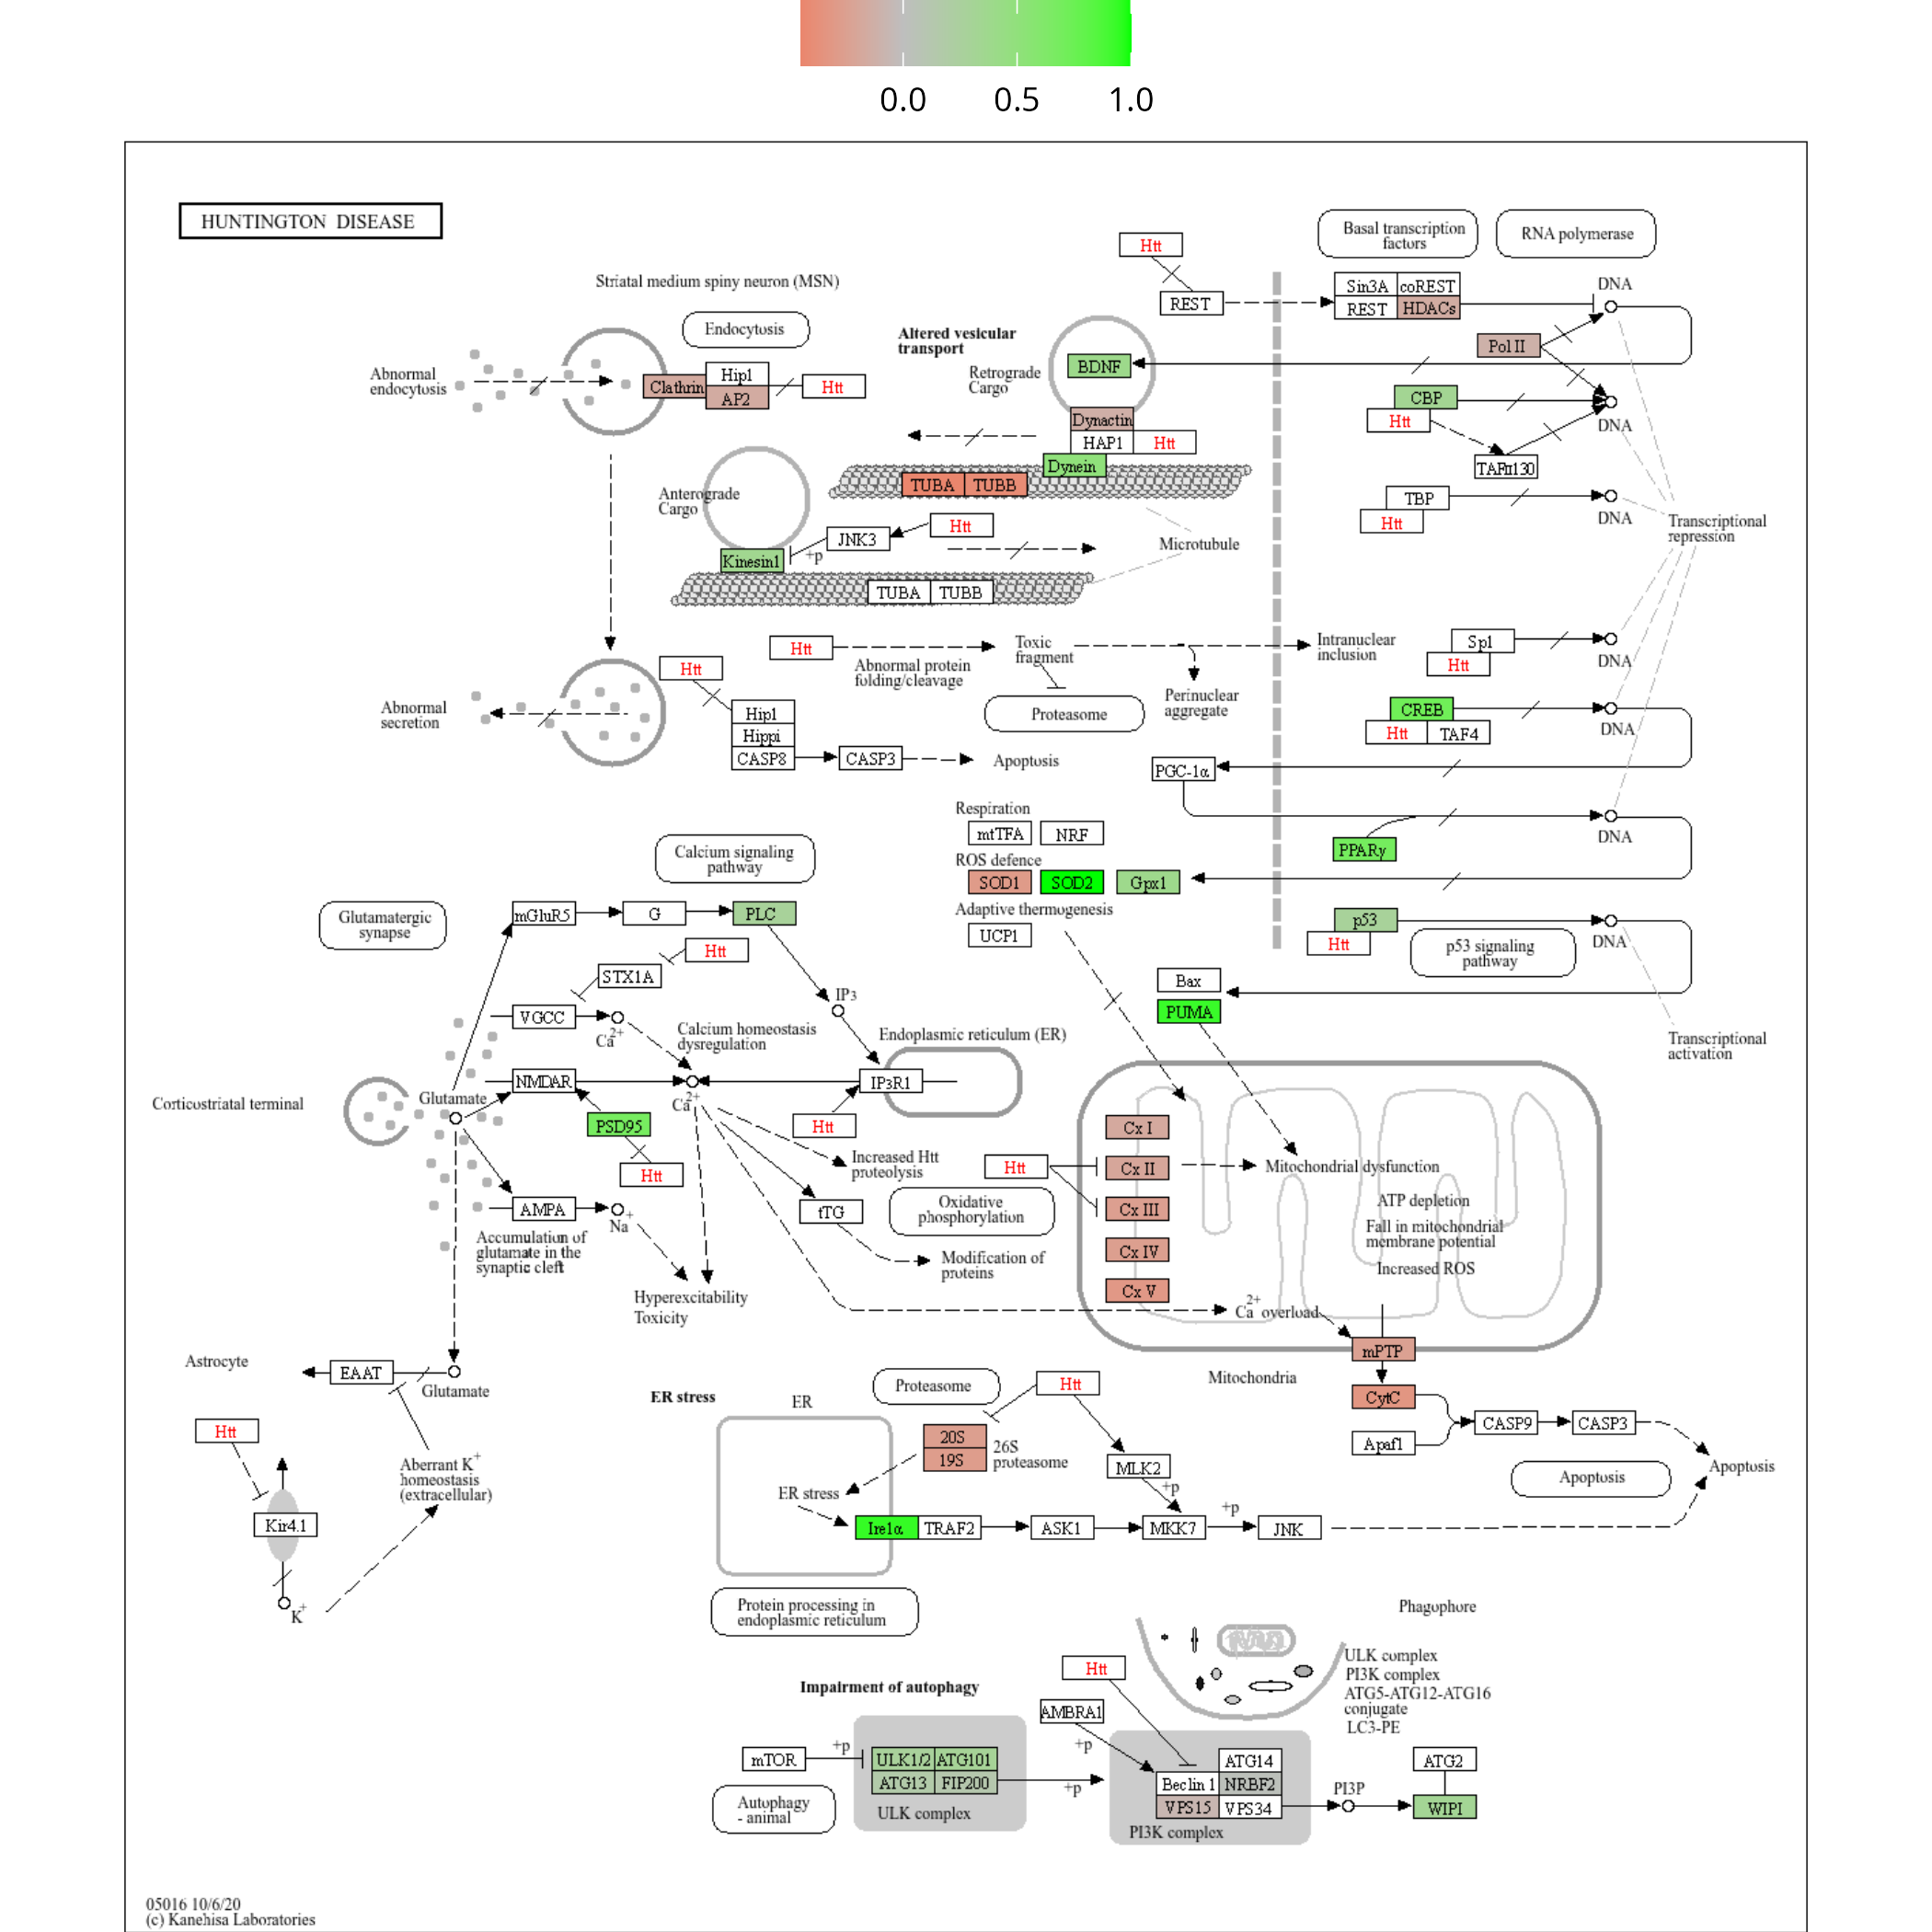 0.0 0.5 1.0
HUNTINGTON DISEASE
Htt
Basal transcription
factors
RNA polymerase
Striatal medium spiny neuron (MSN)
Sin3A coREST
DNA
REST
REST HDACs
Endocytosis
Altered vesicular
transport
Pol II
Retrograde
Cargo
BDNF
Abnormal
endocytosis
Clathrin
Hip1
AP2
Htt
CBP
Htt
DNA
Dynactin
HAP1 Htt
Dynein
TAFII130
TUBA TUBB
Anterograde
Cargo
TBP
Htt
DNA
Transcriptional
repression
Htt
JNK3
+p
Kinesin1
Microtubule
TUBA TUBB
Htt
Toxic
fragment
Intranuclear
inclusion
Sp1
Htt
DNA
Htt
Abnormal protein
folding/cleavage
Perinuclear
aggregate
Abnormal
secretion
Hip1
Hippi
CASP8
CASP3
Apoptosis
Proteasome
CREB
Htt TAF4
DNA
PGC-1α
Respiration
mtTFA NRF
DNA
PPARγ
ROS defence
SOD1 SOD2 Gpx1
Calcium signaling
pathway
Adaptive thermogenesis
UCP1
Glutamatergic
synapse
mGluR5 G PLC
p53
Htt
DNA
p53 signaling
pathway
Htt
STX1A
Bax
PUMA
IP3
VGCC
Ca2+
Calcium homeostasis
dysregulation
Endoplasmic reticulum (ER)
Transcriptional
activation
NMDAR
Ca2+
IP3R1
Corticostriatal terminal
Glutamate
PSD95
Htt
Htt
Cx I
Increased Htt
proteolysis
Htt
Cx II
Mitochondrial dysfunction
ATP depletion
AMPA
Na+
tTG
Oxidative
phosphorylation
Cx III
Fall in mitochondrial
membrane potential
Accumulation of
glutamate in the
synaptic cleft
Cx IV
Increased ROS
Modification of
proteins
Cx V
Hyperexcitability
Toxicity
Ca2+ overload
mPTP
Astrocyte
EAAT
Glutamate
Mitochondria
ER stress
ER
Proteasome
Htt
CytC
CASP9 CASP3
Apaf1
Apoptosis
Apoptosis
Htt
20S
19S
26S
proteasome
MLK2
+p
Aberrant K+
homeostasis
(extracellular)
ER stress
Kir4.1
Ire1α TRAF2 ASK1 MKK7 +p JNK
K+
Protein processing in
endoplasmic reticulum
Phagophore
ULK complex
PI3K complex
ATG5-ATG12-ATG16
conjugate
LC3-PE
Htt
Impairment of autophagy
AMBRA1
+p
mTOR
+p
ULK1/2 ATG101
ATG13 FIP200
ULK complex
+p
ATG14
Beclin 1 NRBF2
VPS15 VPS34
PI3K complex
PI3P
ATG2
WIPI
Autophagy
- animal
05016 10/6/20
(c) Kanehisa Laboratories